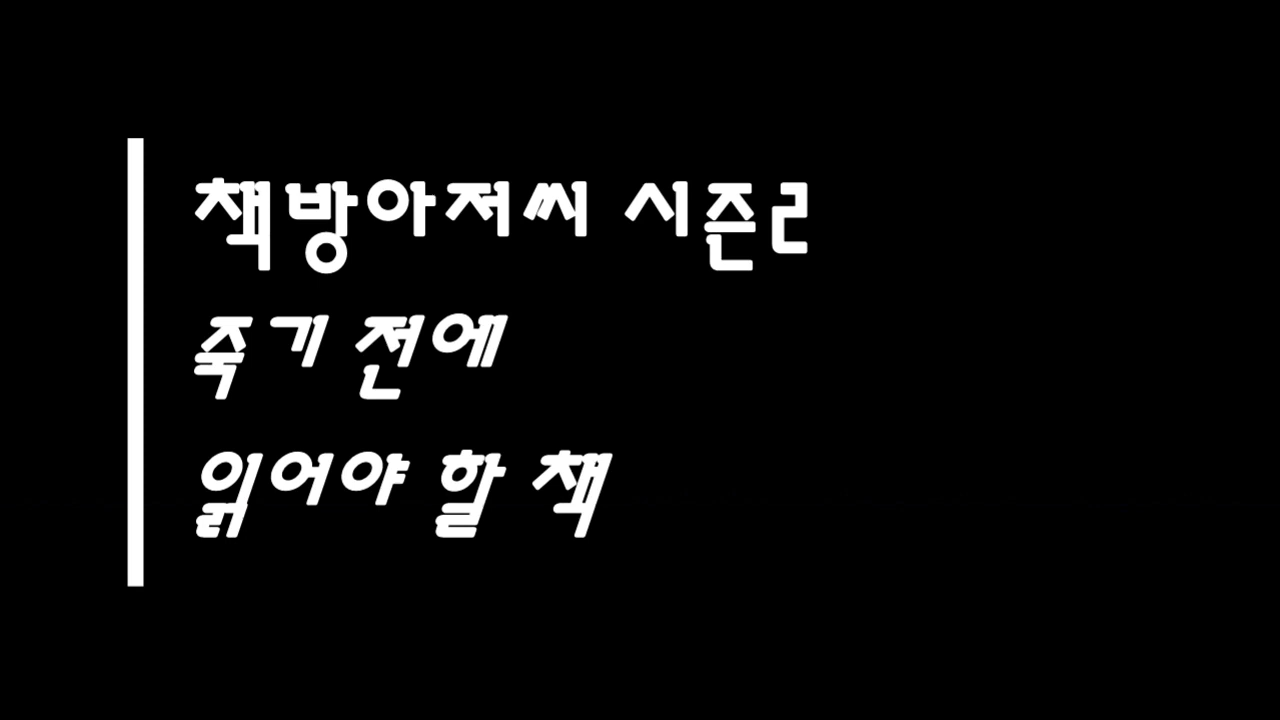 책방아저씨 시즌2
죽기 전에
읽어야 할 책